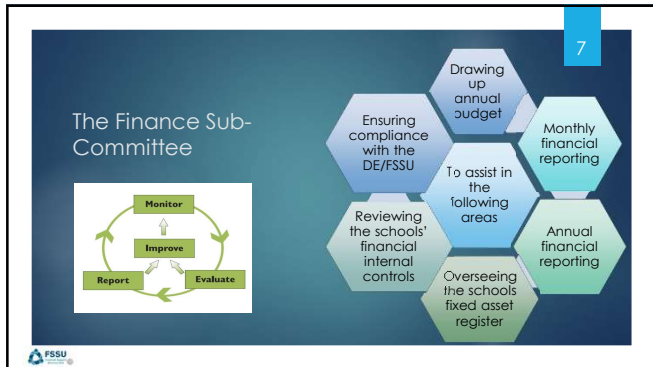 7
The Finance Sub-
Committee
Monitor
Improve
Report
Evaluate
Drawing
up
annual
budget
Ensuring
compliance
with the
DE/FSSU
Monthly
financial
reporting
To assist in
the
following
areas
Reviewing
the schools'
financial
internal
controls
Annual
financial
reporting
Overseeing
the schools
fixed asset
register
FSSU